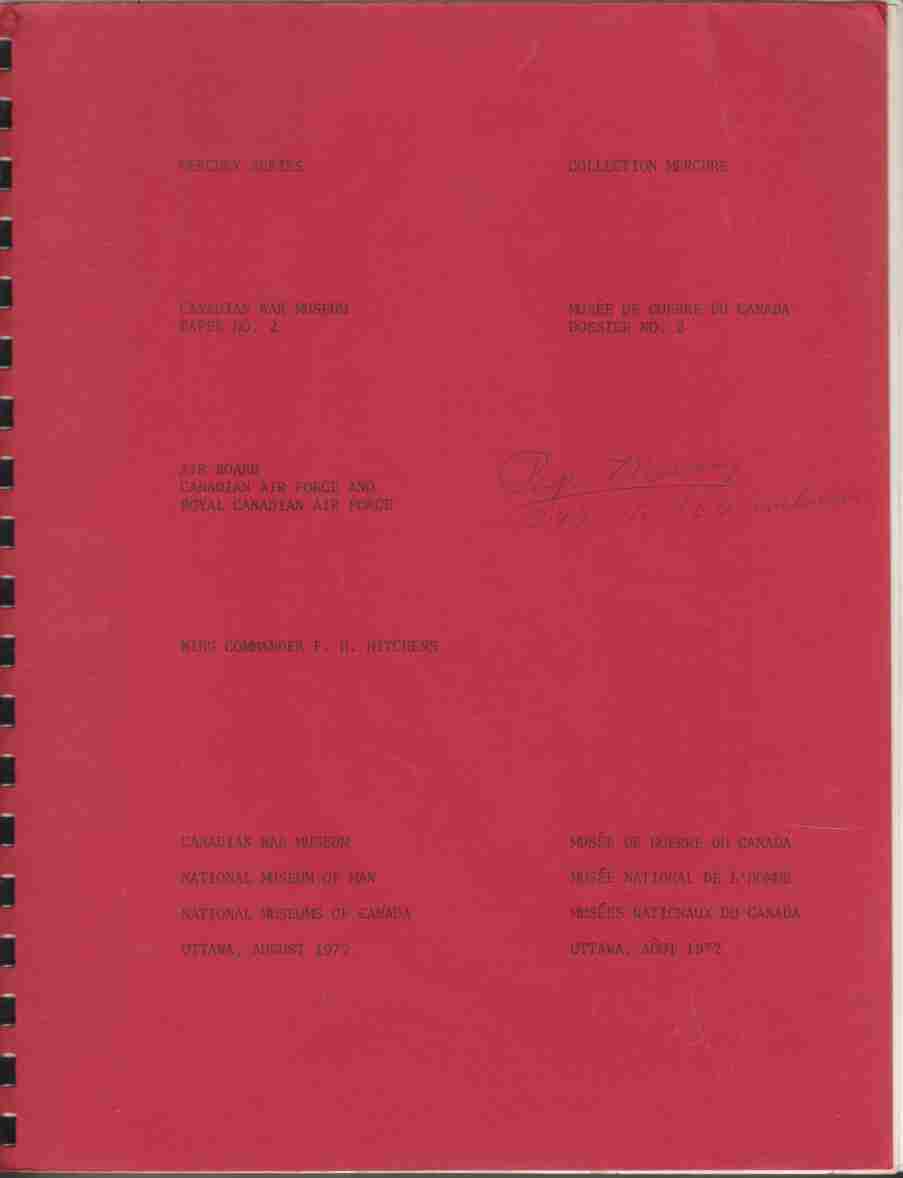 MERCURY SERIES
COLLECTION MERCURE
CANADIAN WAR MUSEUM
PAPER NO. 2
MUSÉE DE GUERRE DU CANADA
DOSSIER NO. 2
AIR BOARD
CANADIAN AIR FORCE AND
ROYAL CANADIAN AIR FORCE
WING COMMANDER F. H. HITCHENS
CANADIAN WAR MUSEUM
NATIONAL MUSEUM OF MAN
NATIONAL MUSEUMS OF CANADA
OTTAWA, AUGUST 1972
MUSÉE DE GUERRE DU CANADA
MUSÉE NATIONAL DE L'HOMME
MUSÉES NATIONAUX DU CANADA
OTTAWA, AOÛT 1972